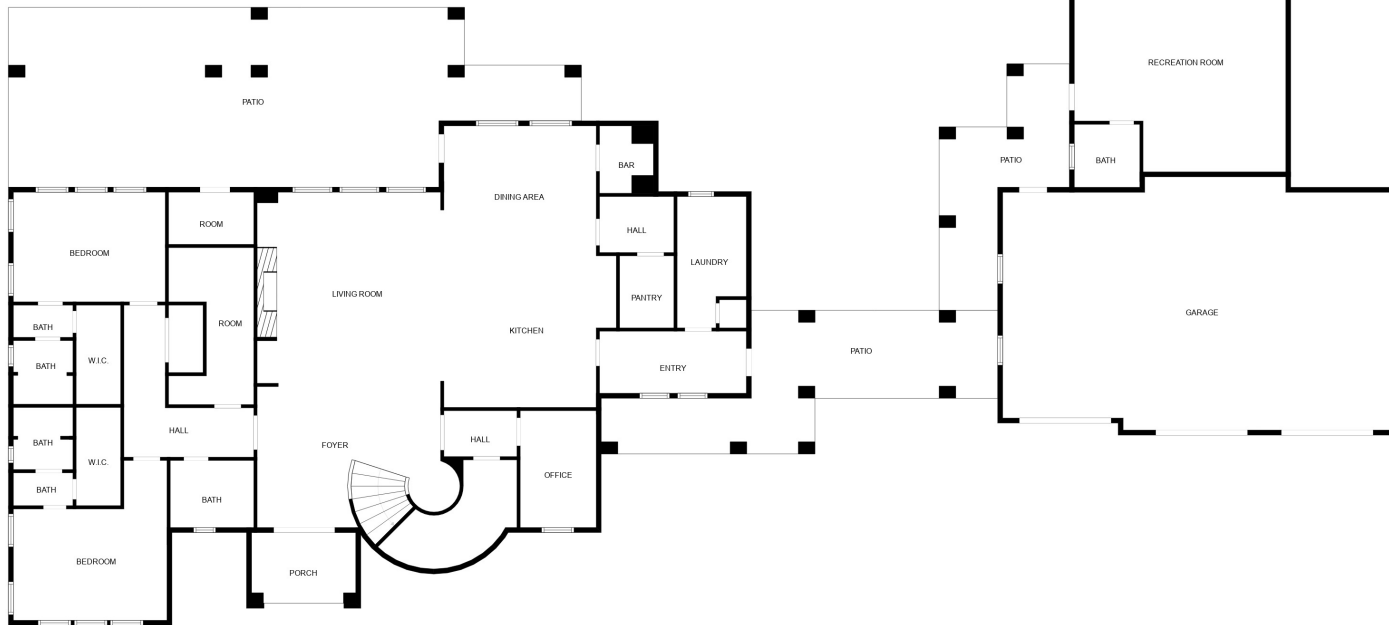 RECREATION ROOM
PATIO
PATIO
BATH
BAR
DINING AREA
ROOM
HALL
BEDROOM
LAUNDRY
LIVING ROOM
PANTRY
GARAGE
ROOM
BATH
KITCHEN
PATIO
W.I.C.
BATH
ENTRY
HALL
HALL
FOYER
BATH
W.I.C.
OFFICE
BATH
BATH
BEDROOM
PORCH